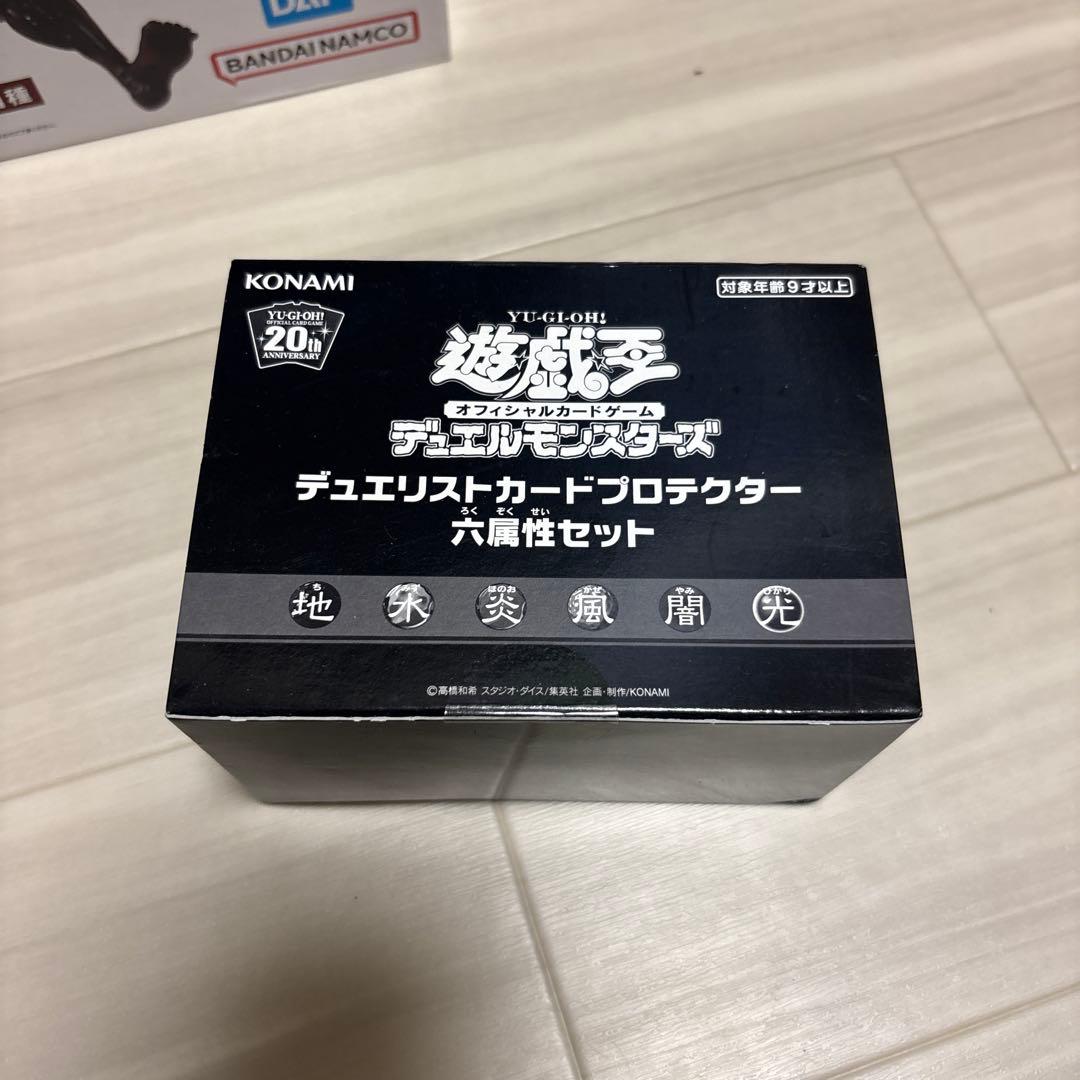 BANDAI NAMCO
種
KONAMI
対象年齢9才以上
YU-GI-OH!
OFFICIAL CARD GAME
20th
ANNIVERSARY
YU-GI-OH!
遊☆戯☆王
オフィシャルカードゲーム
デュエルモンスターズ
デュエリストカードプロテクター
ろく ぞく せい
六属性セット
ち みず ほのお かぜ やみ ひかり
地 水 炎 風 闇 光
©高橋和希 スタジオ・ダイス/集英社 企画・制作/KONAMI